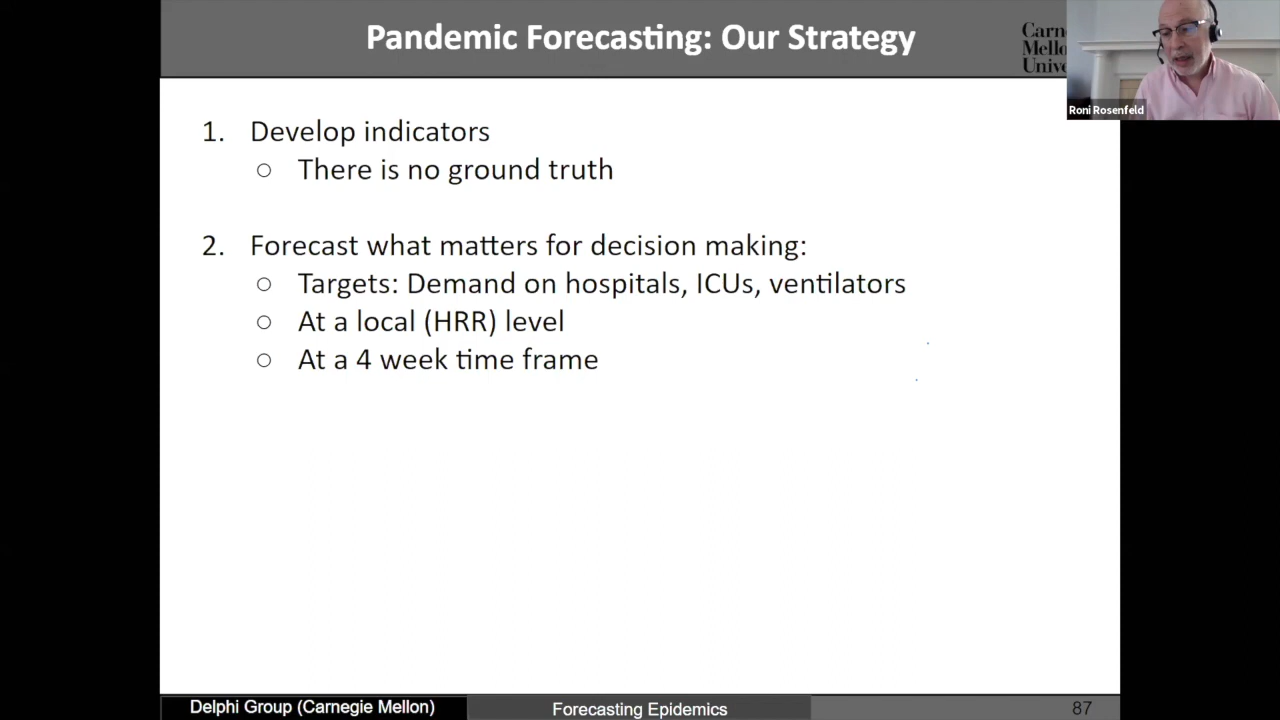 Pandemic Forecasting: Our Strategy
Roni Rosenfeld
1. Develop indicators
○ There is no ground truth
2. Forecast what matters for decision making:
○ Targets: Demand on hospitals, ICUs, ventilators
○ At a local (HRR) level
○ At a 4 week time frame
Delphi Group (Carnegie Mellon)
Forecasting Epidemics
87